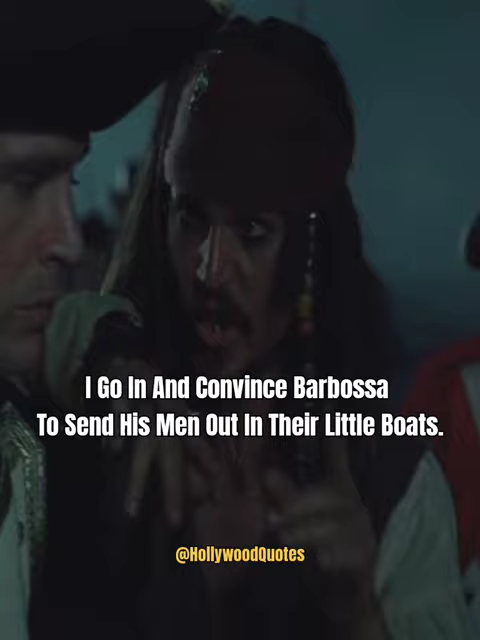 I Go In And Convince Barbossa
To Send His Men Out In Their Little Boats.
@HollywoodQuotes